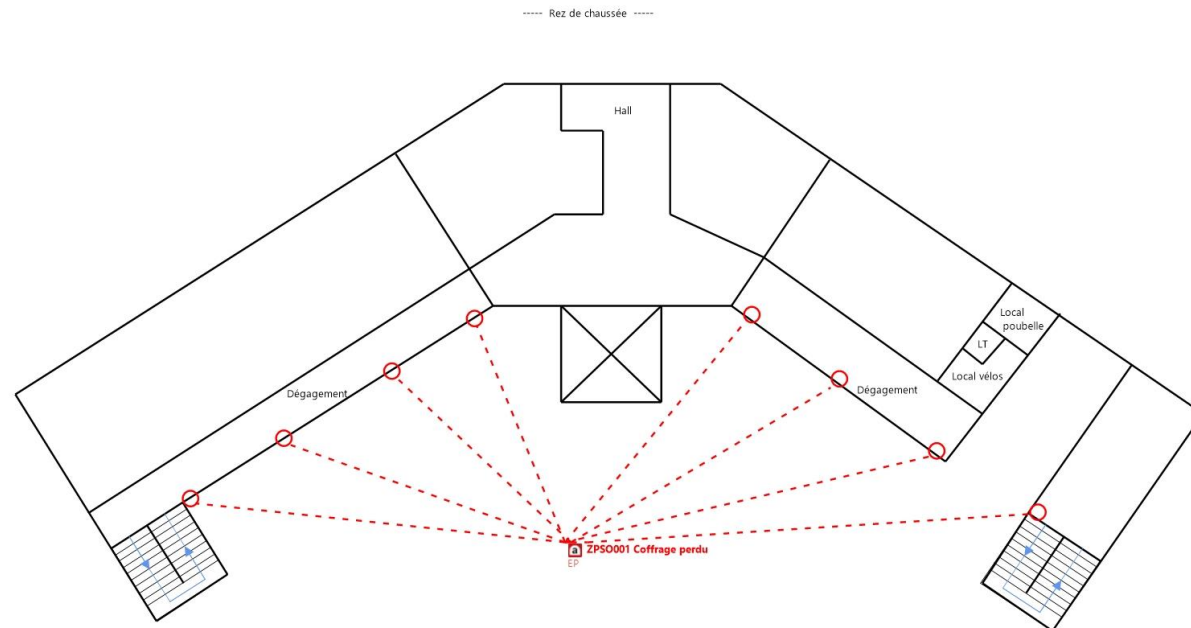 ----- Rez de chaussée -----
Hall
Local
poubelle
LT
Local vélos
Dégagement
Dégagement
a ZPSO001 Coffrage perdu
EP